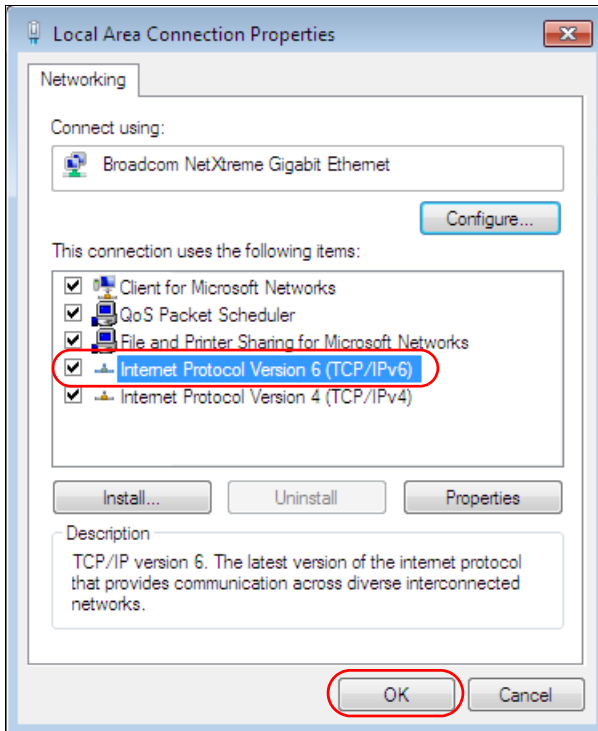 Local Area Connection Properties
Networking
Connect using:
Broadcom NetXtreme Gigabit Ethernet
Configure...
This connection uses the following items:
Client for Microsoft Networks
QoS Packet Scheduler
File and Printer Sharing for Microsoft Networks
Internet Protocol Version 6 (TCP/IPv6)
Internet Protocol Version 4 (TCP/IPv4)
Install...
Uninstall
Properties
Description
TCP/IP version 6. The latest version of the internet protocol
that provides communication across diverse interconnected
networks.
OK
Cancel